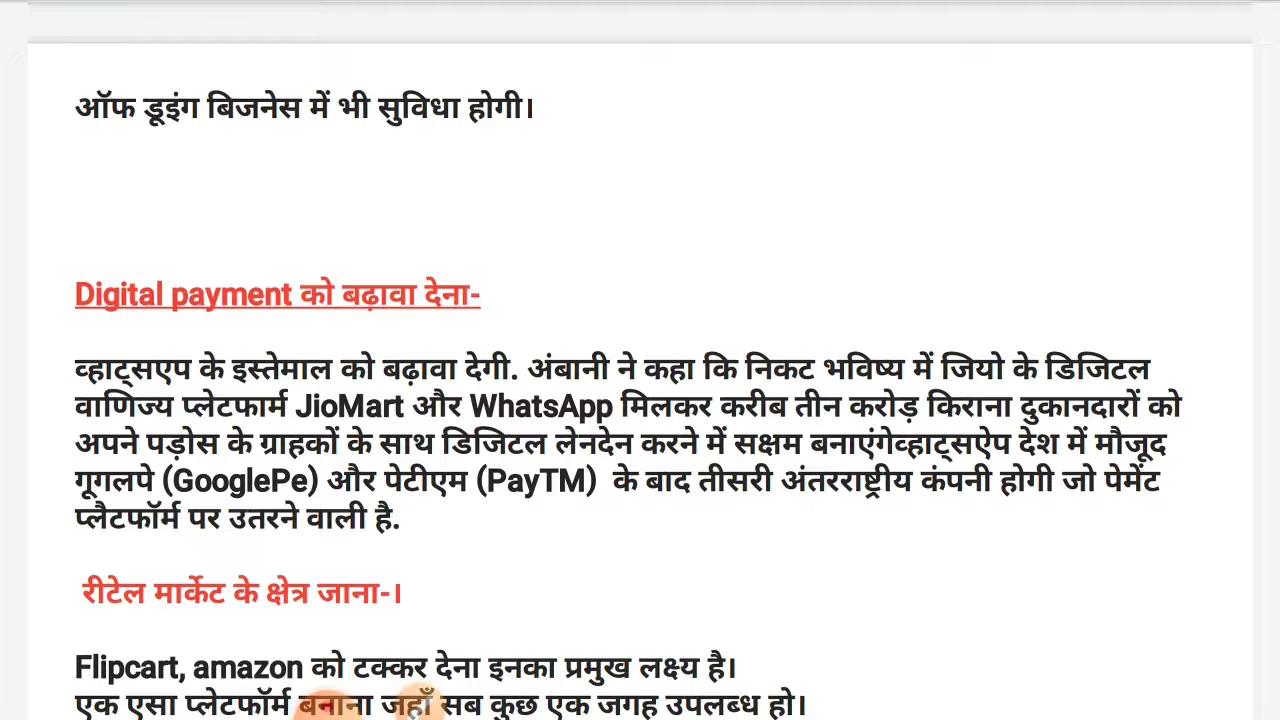 ऑफ डूइंग बिजनेस में भी सुविधा होगी।
Digital payment को बढ़ावा देना-
व्हाट्सएप के इस्तेमाल को बढ़ावा देगी. अंबानी ने कहा कि निकट भविष्य में जियो के डिजिटल
वाणिज्य प्लेटफार्म JioMart और WhatsApp मिलकर करीब तीन करोड़ किराना दुकानदारों को
अपने पड़ोस के ग्राहकों के साथ डिजिटल लेनदेन करने में सक्षम बनाएंगेव्हाट्सऐप देश में मौजूद
गूगलपे (GooglePe) और पेटीएम (PayTM) के बाद तीसरी अंतरराष्ट्रीय कंपनी होगी जो पेमेंट
प्लैटफॉर्म पर उतरने वाली है.
रीटेल मार्केट के क्षेत्र जाना-।
Flipcart, amazon को टक्कर देना इनका प्रमुख लक्ष्य है।
एक एसा प्लेटफॉर्म बनाना जहाँ सब कुछ एक जगह उपलब्ध हो।